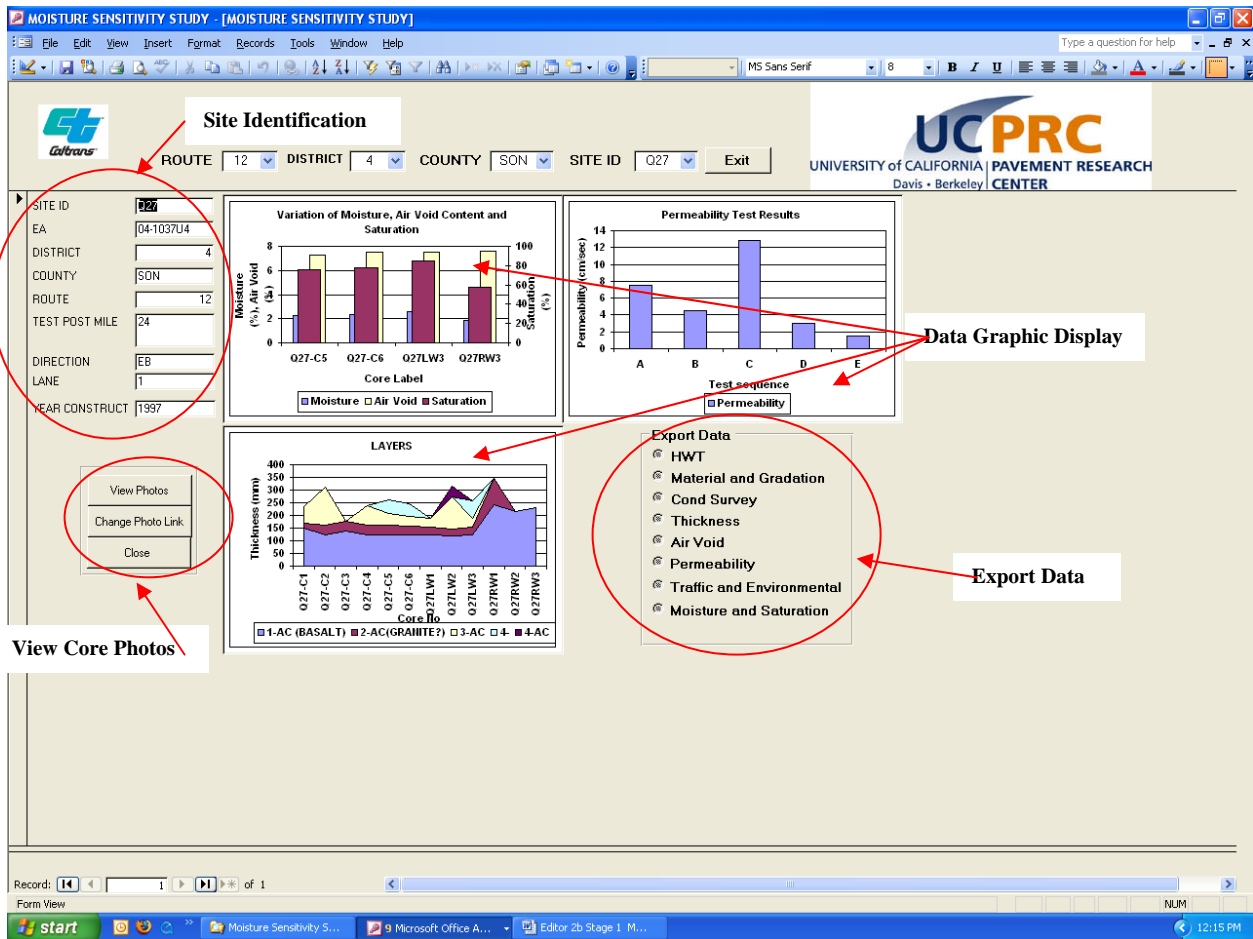 MOISTURE SENSITIVITY STUDY - [MOISTURE SENSITIVITY STUDY]
File Edit View Insert Format Records Tools Window Help Type a question for help
MS Sans Serif 8 B I U
Site Identification
Caltrans
ROUTE 12 DISTRICT 4 COUNTY SON SITE ID Q27 Exit
UCPRC
UNIVERSITY of CALIFORNIA PAVEMENT RESEARCH
Davis • Berkeley CENTER
SITE ID Q27
EA 04-1037U4
DISTRICT 4
COUNTY SON
ROUTE 12
TEST POST MILE 24
DIRECTION EB
LANE 1
YEAR CONSTRUCT 1997
Variation of Moisture, Air Void Content and
Saturation
Moisture
(%), Air Void
(%)
8
6
4
2
0
100
80
60
40
20
0
Saturation
(%)
Q27-C5 Q27-C6 Q27LW3 Q27RW3
Core Label
Moisture Air Void Saturation
Permeability Test Results
Permeability (cm/sec)
14
12
10
8
6
4
2
0
A B C D E
Test sequence
Permeability
Data Graphic Display
View Photos
Change Photo Link
Close
View Core Photos
LAYERS
Thickness (mm)
400
350
300
250
200
150
100
50
0
Q27-C1 Q27-C2 Q27-C3 Q27-C4 Q27-C5 Q27-C6 Q27LW1 Q27LW2 Q27LW3 Q27RW1 Q27RW2 Q27RW3
Core No
1-AC (BASALT) 2-AC(GRANITE?) 3-AC 4- 4-AC
Export Data
HWT
Material and Gradation
Cond Survey
Thickness
Air Void
Permeability
Traffic and Environmental
Moisture and Saturation
Export Data
Record: 1 of 1
Form View NUM
start Moisture Sensitivity S... 9 Microsoft Office A... Editor 2b Stage 1 M... 12:15 PM